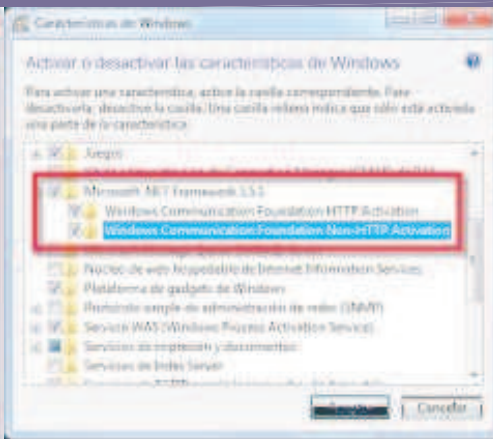 Características de Windows
Activar o desactivar las características de Windows
Para activar una característica, active la casilla correspondiente. Para
desactivarla, desactive la casilla. Una casilla rellena indica que sólo está activada
una parte de la característica.
Juegos
Microsoft .NET Framework 3.5.1
Windows Communication Foundation HTTP Activation
Windows Communication Foundation Non-HTTP Activation
Núcleo de web hospedable de Internet Information Services
Plataforma de gadgets de Windows
Protocolo simple de administración de redes (SNMP)
Servicio WAS (Windows Process Activation Service)
Servicios de impresión y documentos
Servicios de Index Server
Aceptar
Cancelar